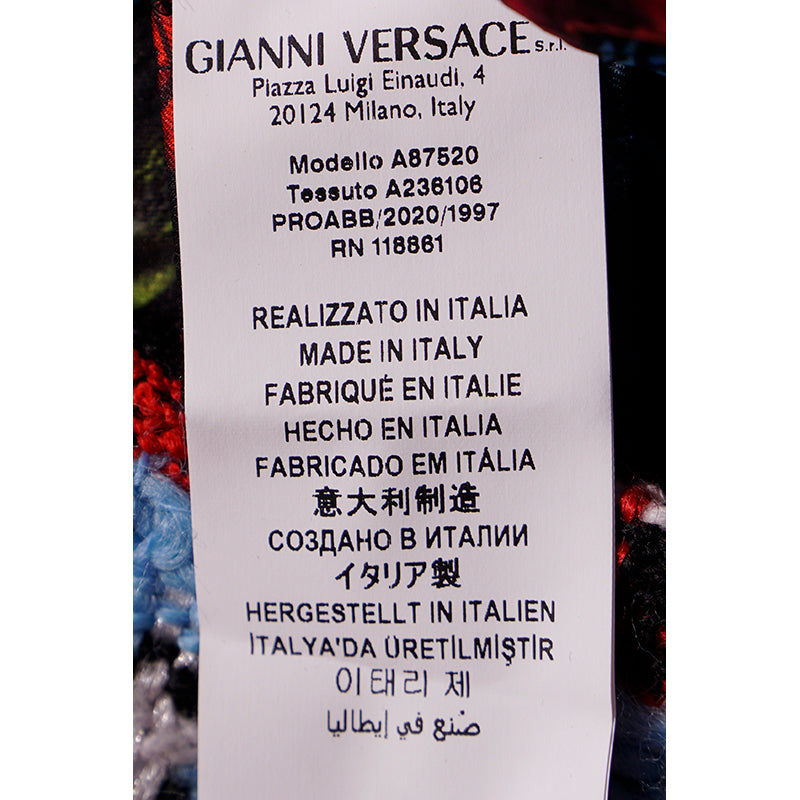 GIANNI VERSACE S.r.l.
Piazza Luigi Einaudi, 4
20124 Milano, Italy
Modello A87520
Tessuto A236106
PROABB/2020/1997
RN 118861
REALIZZATO IN ITALIA
MADE IN ITALY
FABRIQUÉ EN ITALIE
HECHO EN ITALIA
FABRICADO EM ITÁLIA
意大利制造
СОЗДАНО В ИТАЛИИ
イタリア製
HERGESTELLT IN ITALIEN
İTALYA'DA ÜRETİLMİŞTİR
이태리 제
صنع في إيطاليا